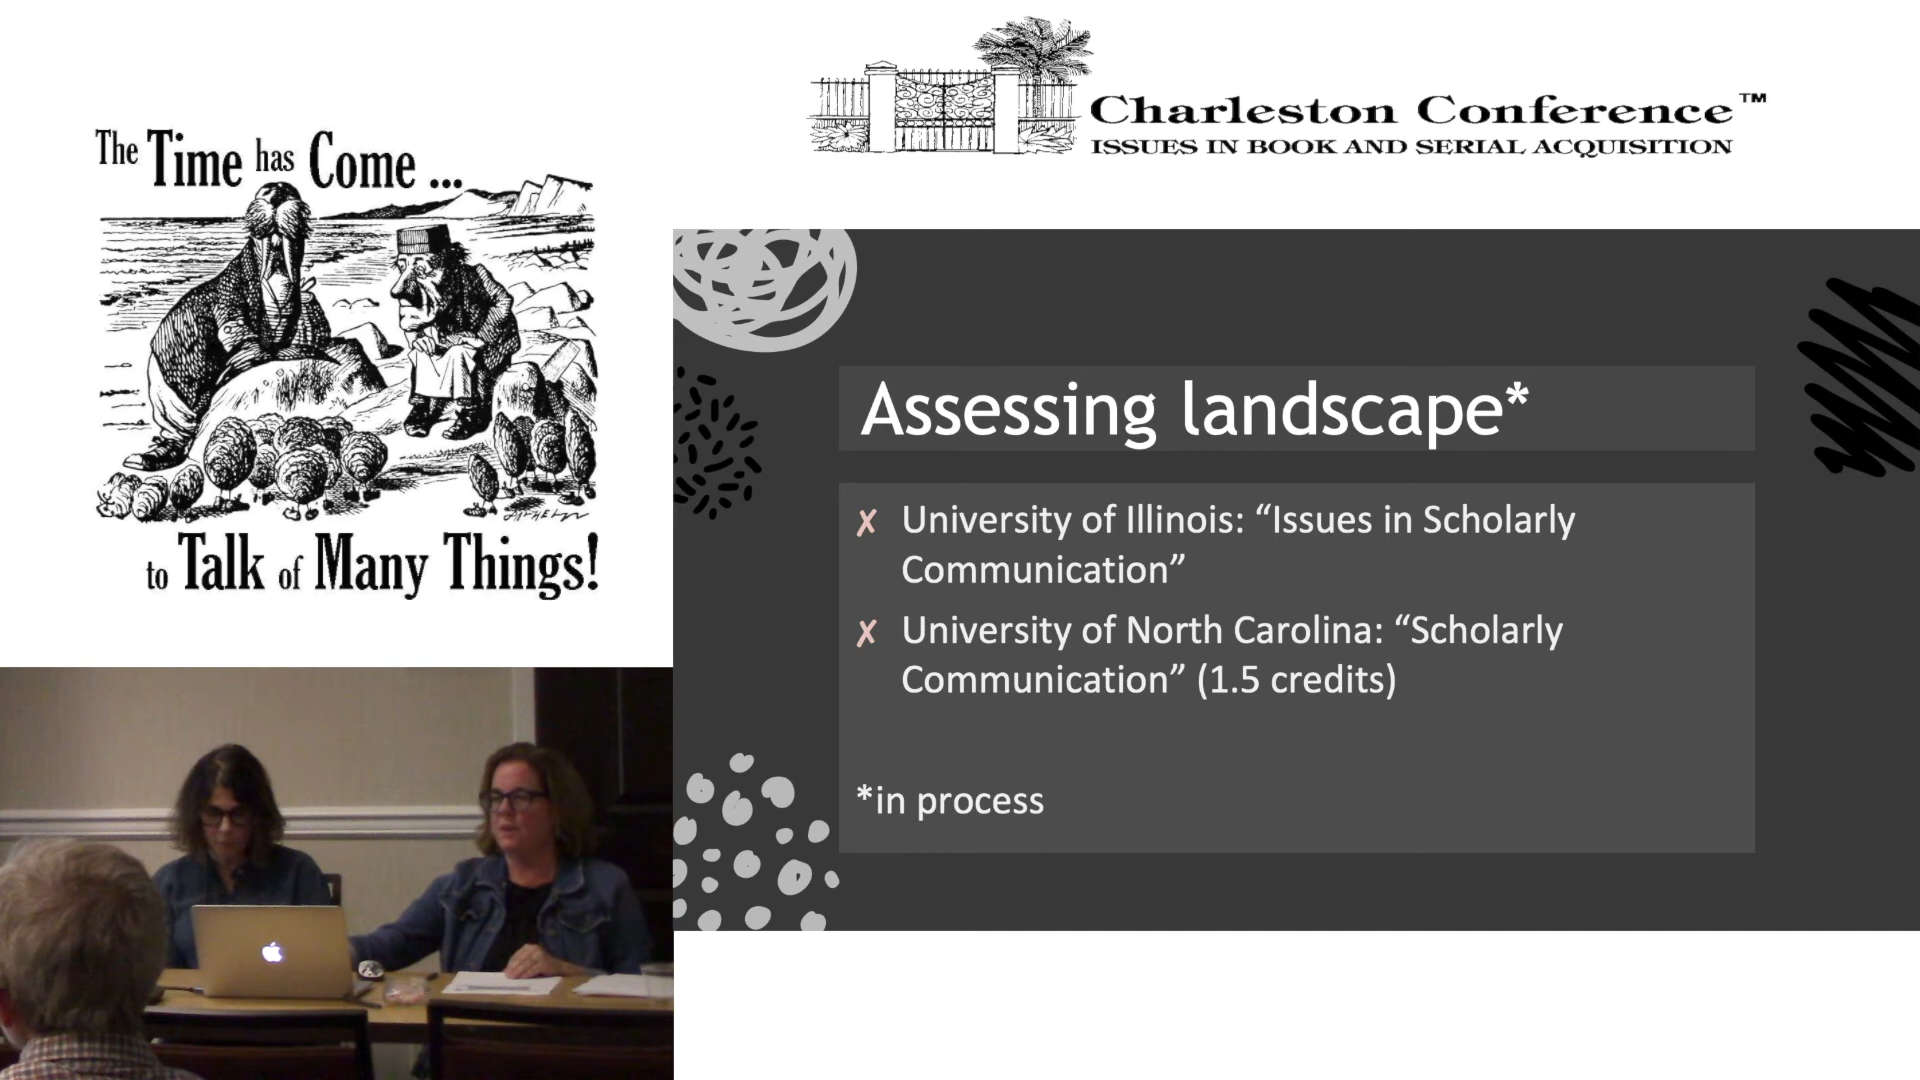 The Time has Come ...
to Talk of Many Things!
Charleston Conference™
ISSUES IN BOOK AND SERIAL ACQUISITION
Assessing landscape*
✗ University of Illinois: “Issues in Scholarly
Communication”
✗ University of North Carolina: “Scholarly
Communication” (1.5 credits)
*in process